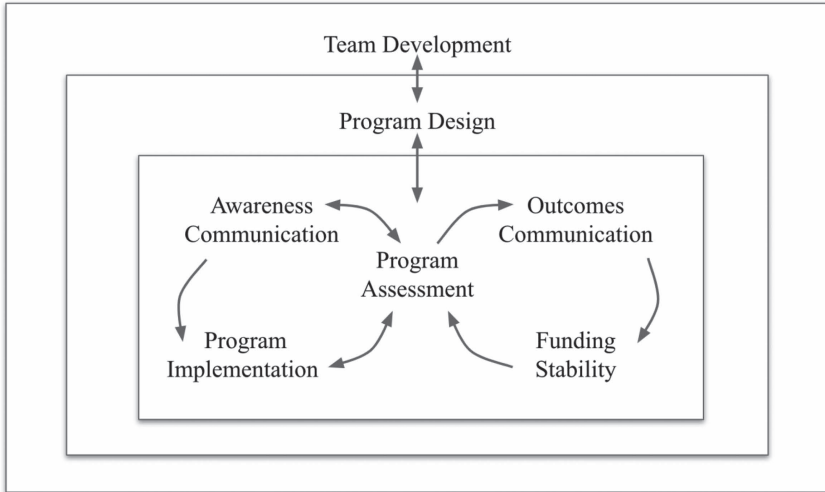 Team Development
Program Design
Awareness
Communication
Outcomes
Communication
Program
Assessment
Program
Implementation
Funding
Stability